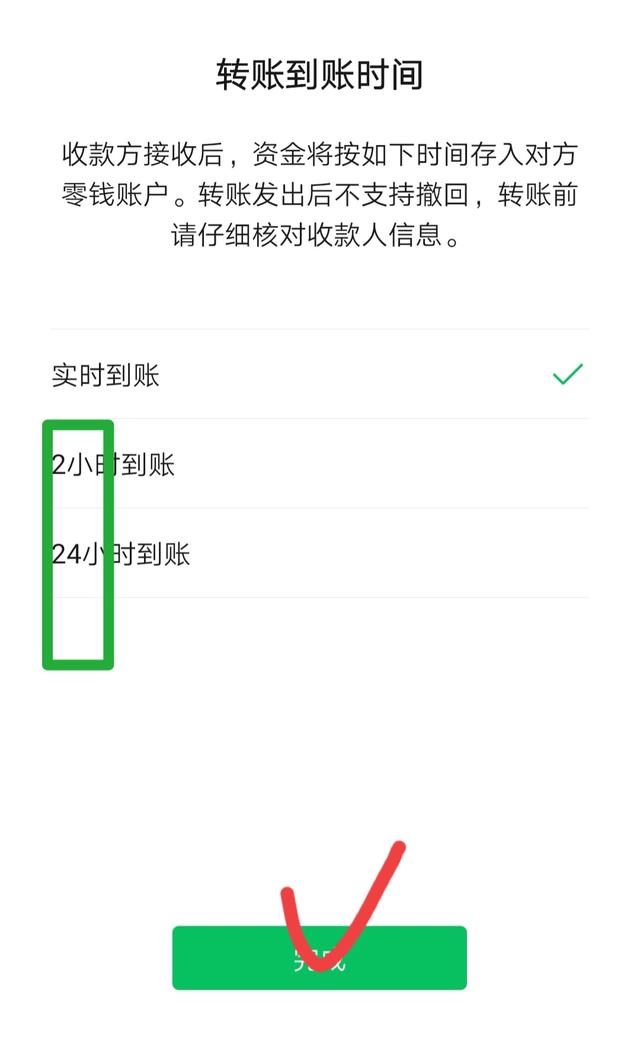 转账到账时间
收款方接收后，资金将按如下时间存入对方
零钱账户。转账发出后不支持撤回，转账前
请仔细核对收款人信息。
实时到账
2小时到账
24小时到账
完成